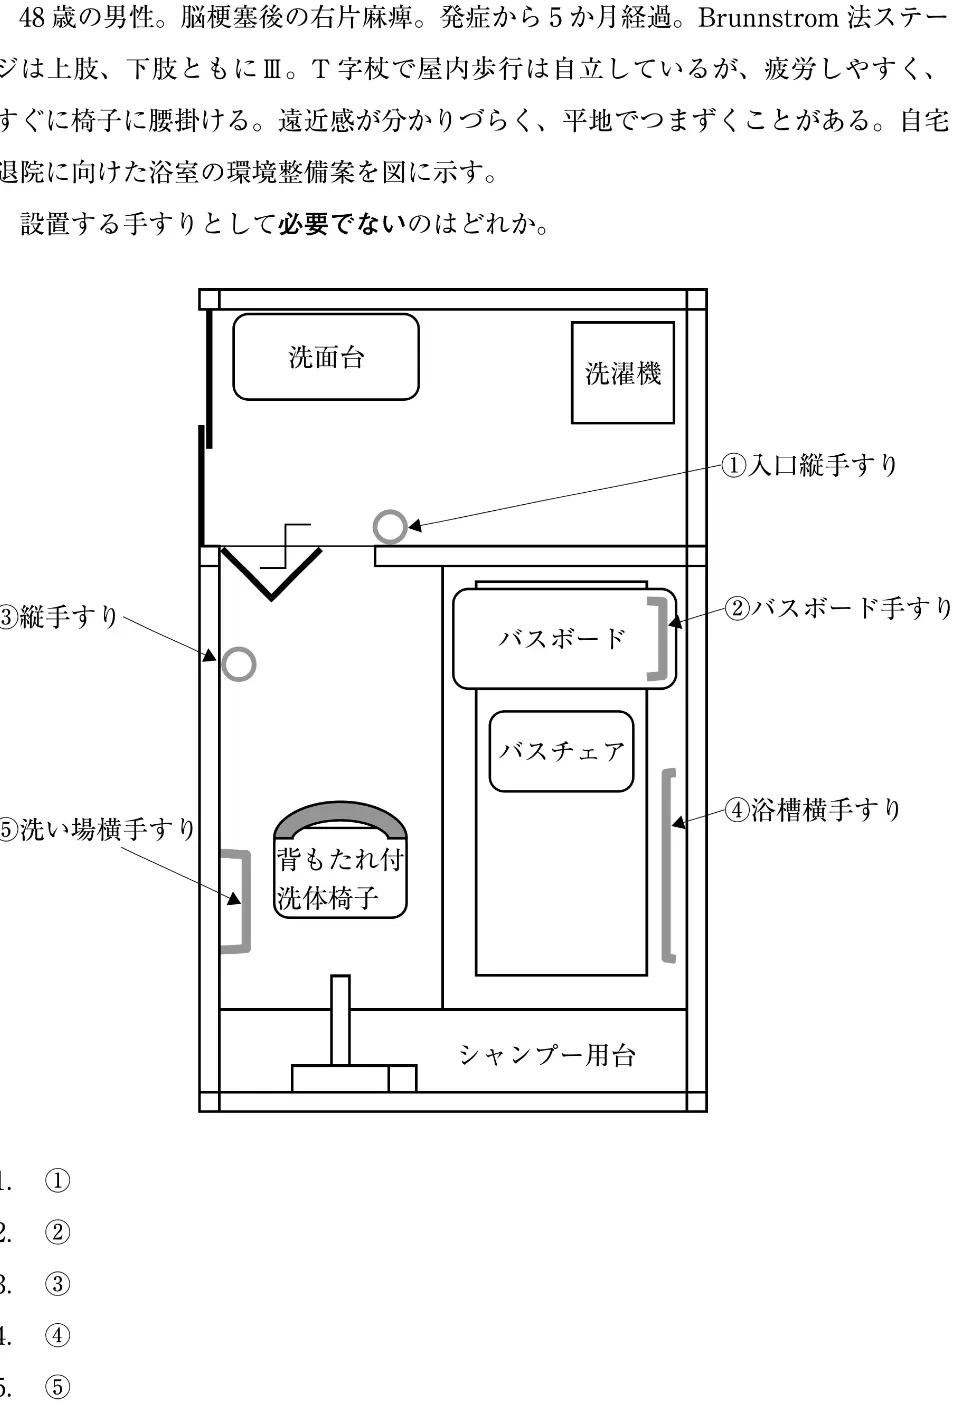 48歳の男性。脳梗塞後の右片麻痺。発症から5か月経過。Brunnstrom法ステー
ジは上肢、下肢ともにⅢ。T字杖で屋内歩行は自立しているが、疲労しやすく、
すぐに椅子に腰掛ける。遠近感が分かりづらく、平地でつまずくことがある。自宅
退院に向けた浴室の環境整備案を図に示す。
設置する手すりとして必要でないのはどれか。
洗面台
洗濯機
①入口縦手すり
③縦手すり
バスボード
②バスボード手すり
バスチェア
④浴槽横手すり
⑤洗い場横手すり
背もたれ付
洗体椅子
シャンプー用台
1. ①
2. ②
3. ③
4. ④
5. ⑤